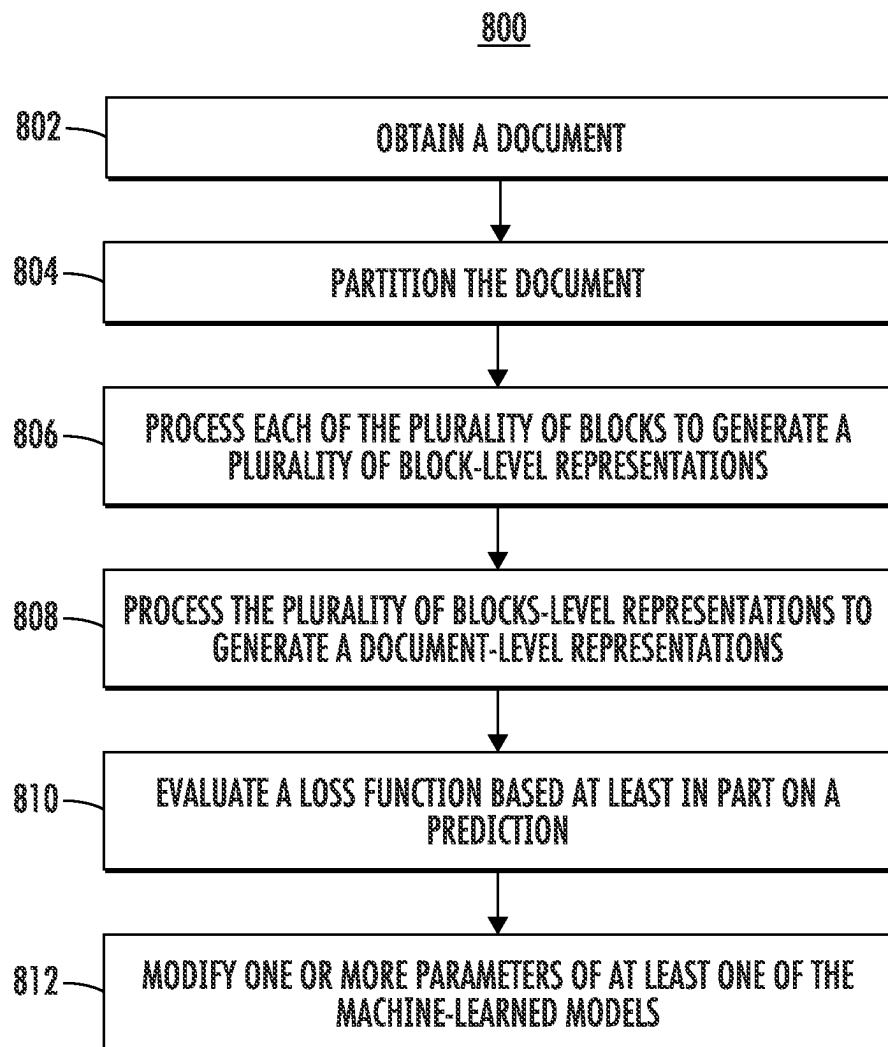 800
802
OBTAIN A DOCUMENT
804
PARTITION THE DOCUMENT
806
PROCESS EACH OF THE PLURALITY OF BLOCKS TO GENERATE A
PLURALITY OF BLOCK-LEVEL REPRESENTATIONS
808
PROCESS THE PLURALITY OF BLOCKS-LEVEL REPRESENTATIONS TO
GENERATE A DOCUMENT-LEVEL REPRESENTATIONS
810
EVALUATE A LOSS FUNCTION BASED AT LEAST IN PART ON A
PREDICTION
812
MODIFY ONE OR MORE PARAMETERS OF AT LEAST ONE OF THE
MACHINE-LEARNED MODELS